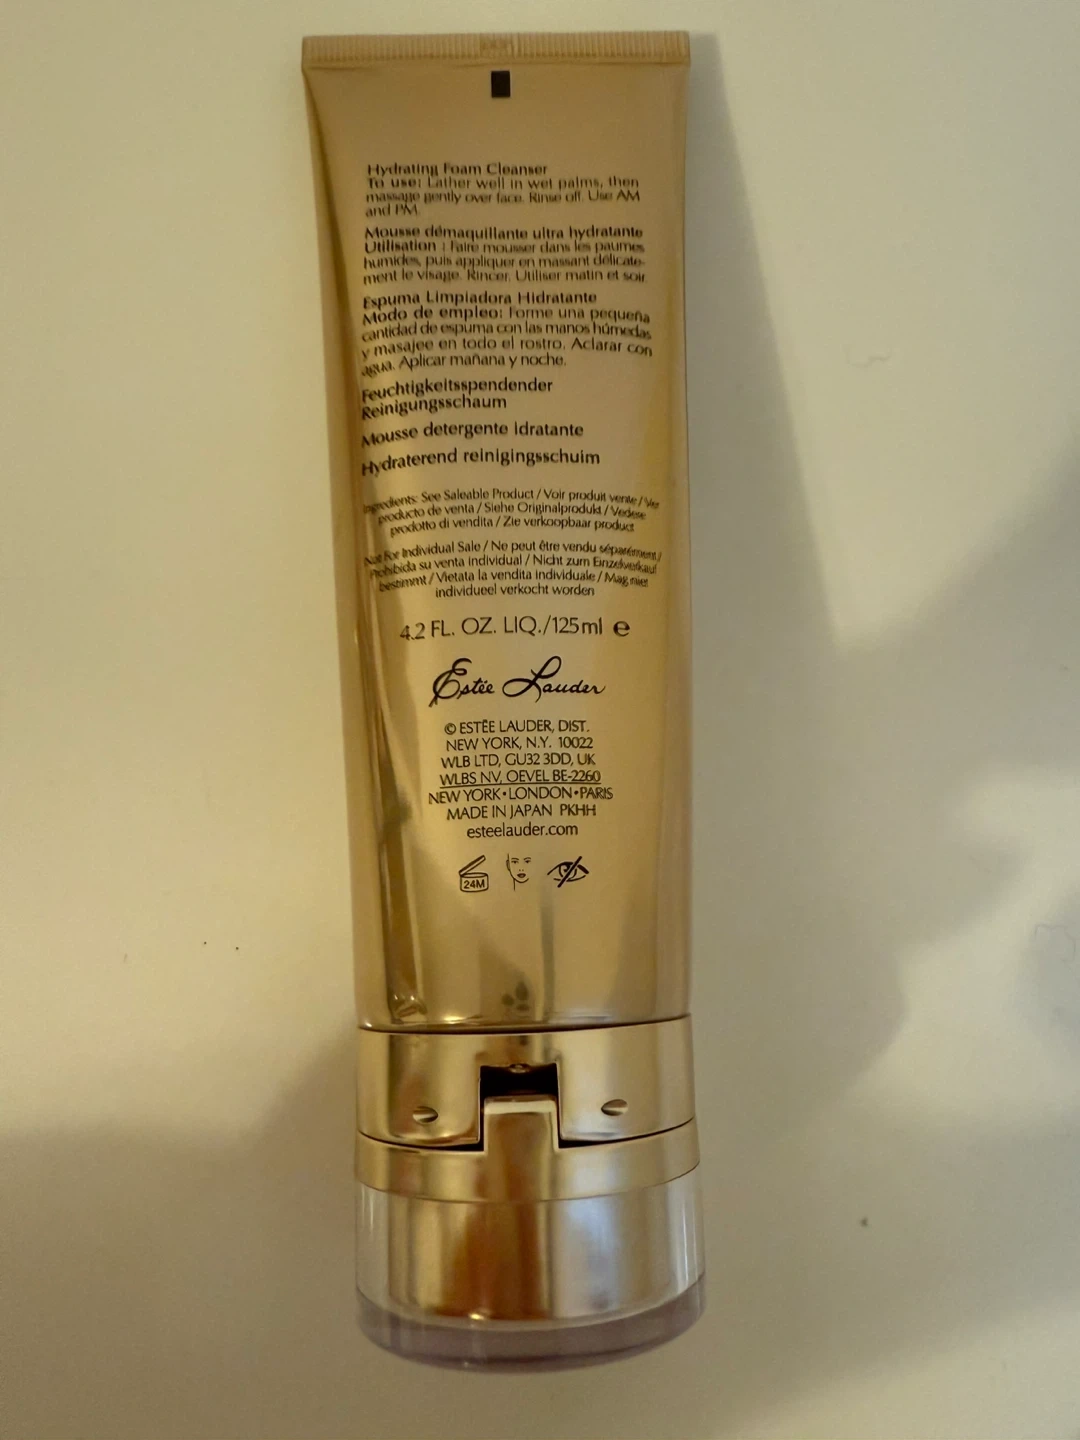 Hydrating Foam Cleanser
To use: Lather well in wet palms, then
massage gently over face. Rinse off. Use AM
and PM.
Mousse démaquillante ultra hydratante
Utilisation : Faire mousser dans les paumes
humides, puis appliquer en massant délicate-
ment le visage. Rincer. Utiliser matin et soir.
Espuma Limpiadora Hidratante
Modo de empleo: Forme una pequeña
cantidad de espuma con las manos húmedas
y masajee en todo el rostro. Aclarar con
agua. Aplicar mañana y noche.
Feuchtigkeitsspendender
Reinigungsschaum
Mousse detergente idratante
Hydraterend reinigingsschuim
Ingredients: See Saleable Product / Voir produit vente / Ver
producto de venta / Siehe Originalprodukt / Vedere
prodotto di vendita / Zie verkoopbaar product
Not For Individual Sale / Ne peut être vendu séparément /
Prohibida su venta individual / Nicht zum Einzelverkauf
bestimmt / Vietata la vendita individuale / Mag niet
individueel verkocht worden
4.2 FL. OZ. LIQ./125ml e
Estée Lauder
© ESTĒE LAUDER, DIST.
NEW YORK, N.Y. 10022
WLB LTD, GU32 3DD, UK
WLBS NV, OEVEL BE-2260
NEW YORK•LONDON•PARIS
MADE IN JAPAN PKHH
esteelauder.com
24M